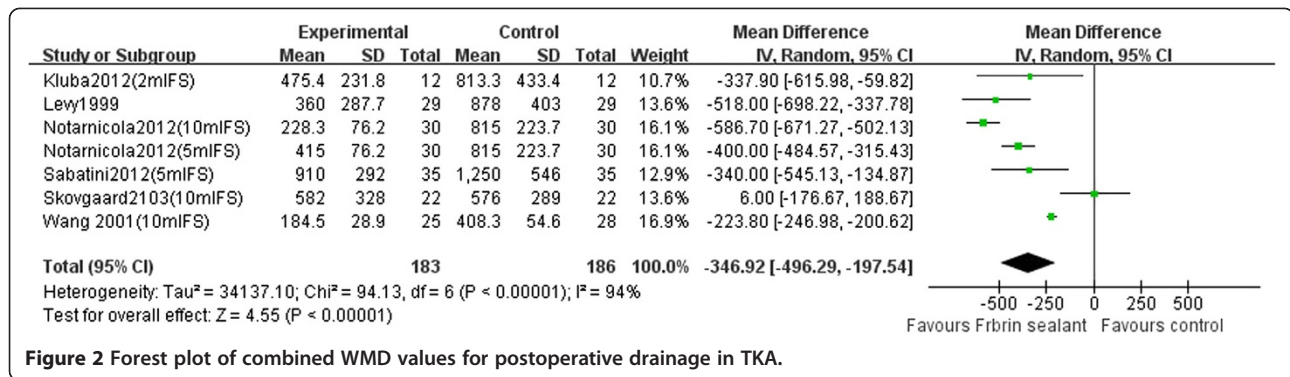 Experimental Control Mean Difference Mean Difference
Study or Subgroup Mean SD Total Mean SD Total Weight IV, Random, 95% CI IV, Random, 95% CI
Kluba2012(2mlFS) 475.4 231.8 12 813.3 433.4 12 10.7% -337.90 [-615.98, -59.82]
Levy1999 360 287.7 29 878 403 29 13.6% -518.00 [-698.22, -337.78]
Notarnicola2012(10mlFS) 228.3 76.2 30 815 223.7 30 16.1% -586.70 [-671.27, -502.13]
Notarnicola2012(5mlFS) 415 76.2 30 815 223.7 30 16.1% -400.00 [-484.57, -315.43]
Sabatini2012(5mlFS) 910 292 35 1,250 546 35 12.9% -340.00 [-545.13, -134.87]
Skovgaard2103(10mlFS) 582 328 22 576 289 22 13.6% 6.00 [-176.67, 188.67]
Wang 2001(10mlFS) 184.5 28.9 25 408.3 54.6 28 16.9% -223.80 [-246.98, -200.62]
Total (95% CI) 183 186 100.0% -346.92 [-496.29, -197.54]
Heterogeneity: Tau² = 34137.10; Chi² = 94.13, df = 6 (P < 0.00001); I² = 94%
Test for overall effect: Z = 4.55 (P < 0.00001)
-500 -250 0 250 500
Favours Frbrin sealant Favours control
Figure 2 Forest plot of combined WMD values for postoperative drainage in TKA.